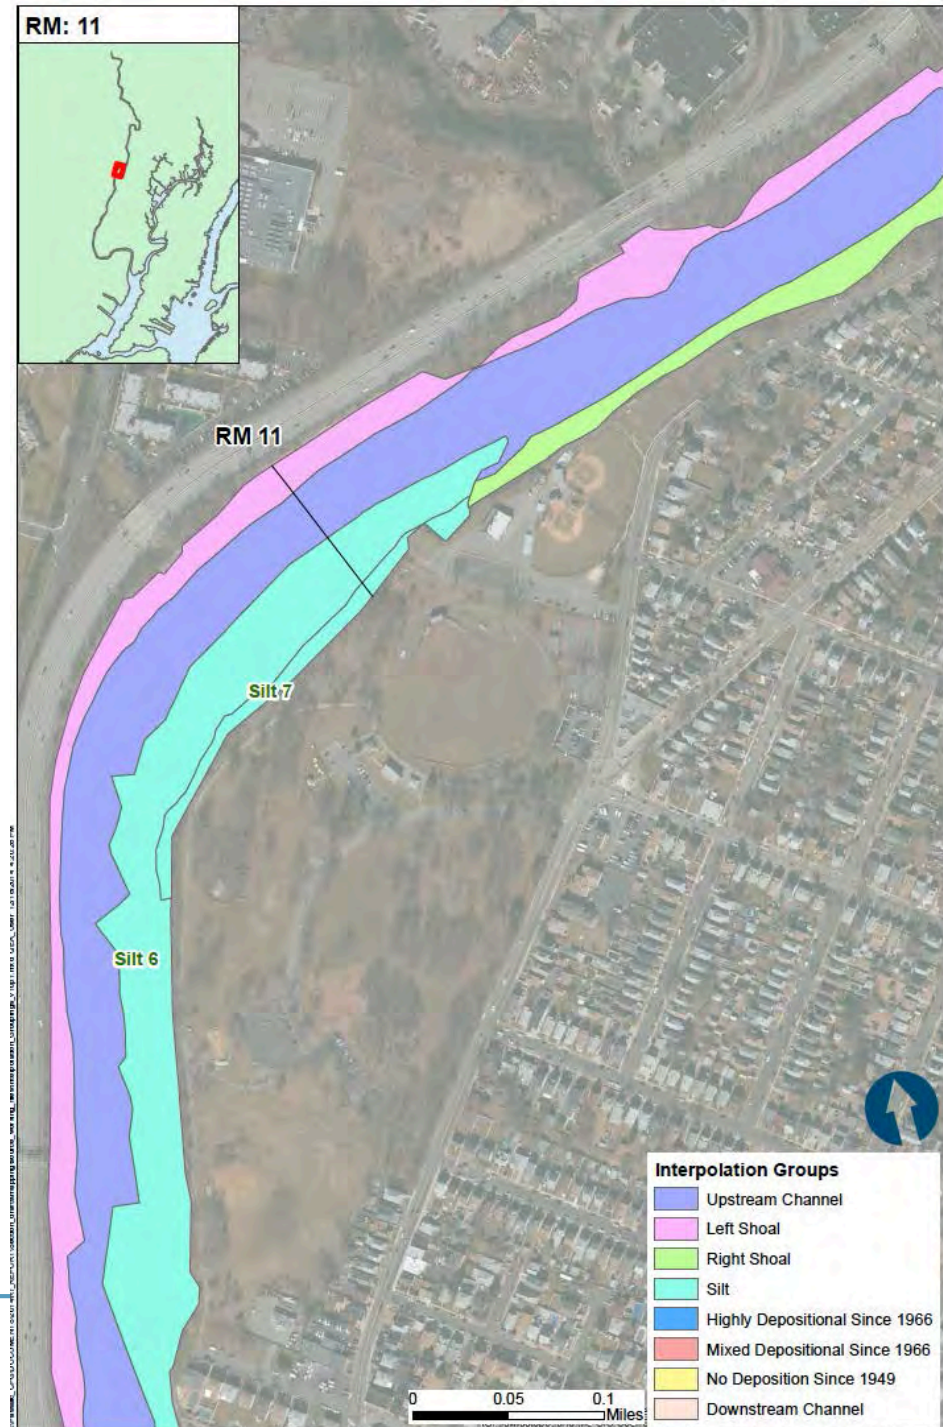 RM: 11
RM 11
Silt 7
Silt 6
Interpolation Groups
Upstream Channel
Left Shoal
Right Shoal
Silt
Highly Depositional Since 1966
Mixed Depositional Since 1966
No Deposition Since 1949
Downstream Channel
0 0.05 0.1
Miles